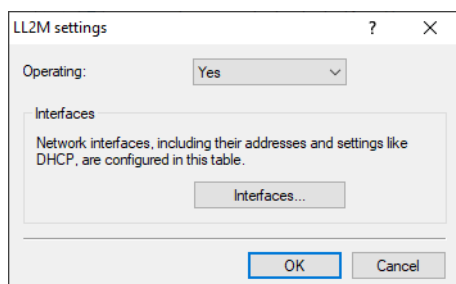 LL2M settings
?
Operating:
Yes
Interfaces
Network interfaces, including their addresses and settings like
DHCP, are configured in this table.
Interfaces...
OK
Cancel